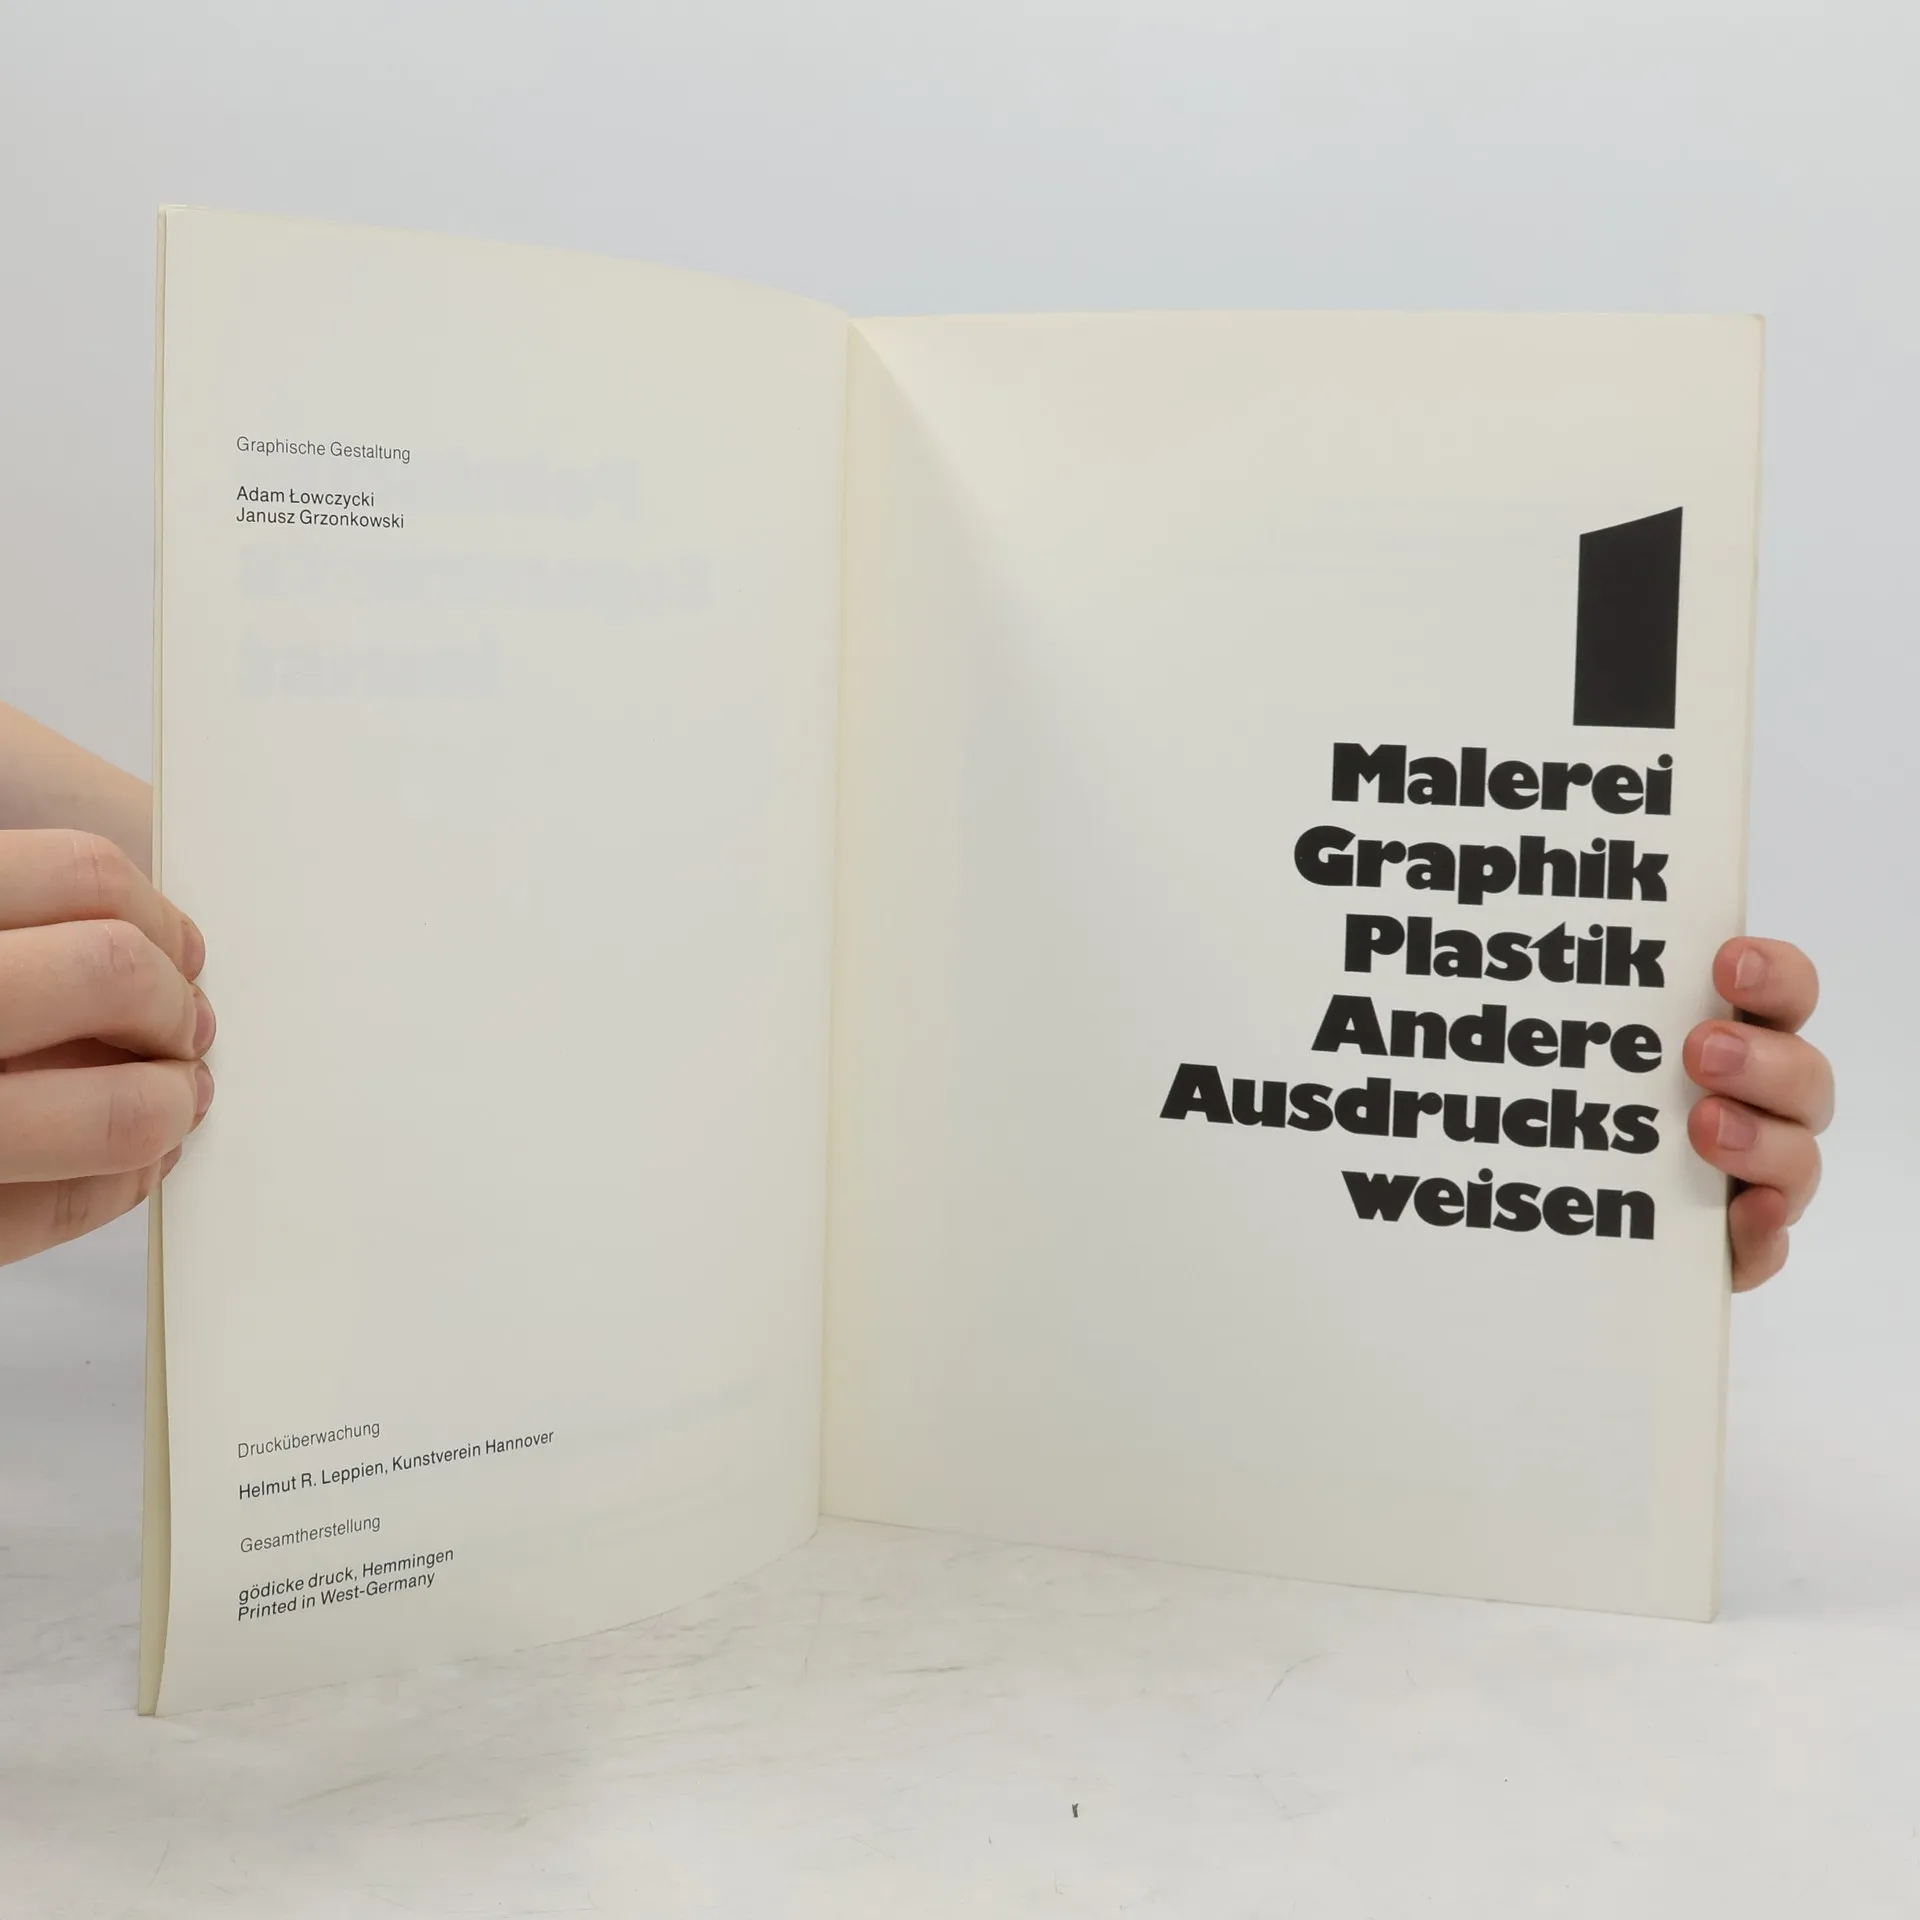 Graphische Gestaltung
Adam Łowczycki
Janusz Grzonkowski
Drucküberwachung
Helmut R. Leppien, Kunstverein Hannover
Gesamtherstellung
gödicke druck, Hemmingen
Printed in West-Germany
1
Malerei
Graphik
Plastik
Andere
Ausdrucks
weisen